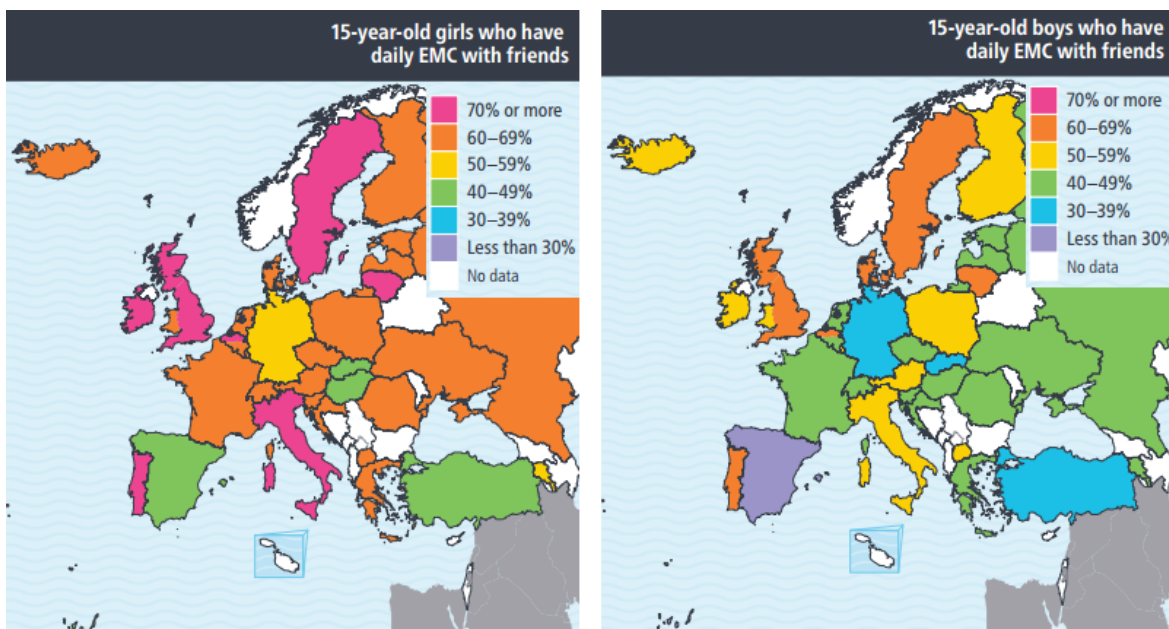 15-year-old girls who have
daily EMC with friends
70% or more
60–69%
50–59%
40–49%
30–39%
Less than 30%
No data
15-year-old boys who have
daily EMC with friends
70% or more
60–69%
50–59%
40–49%
30–39%
Less than 30%
No data